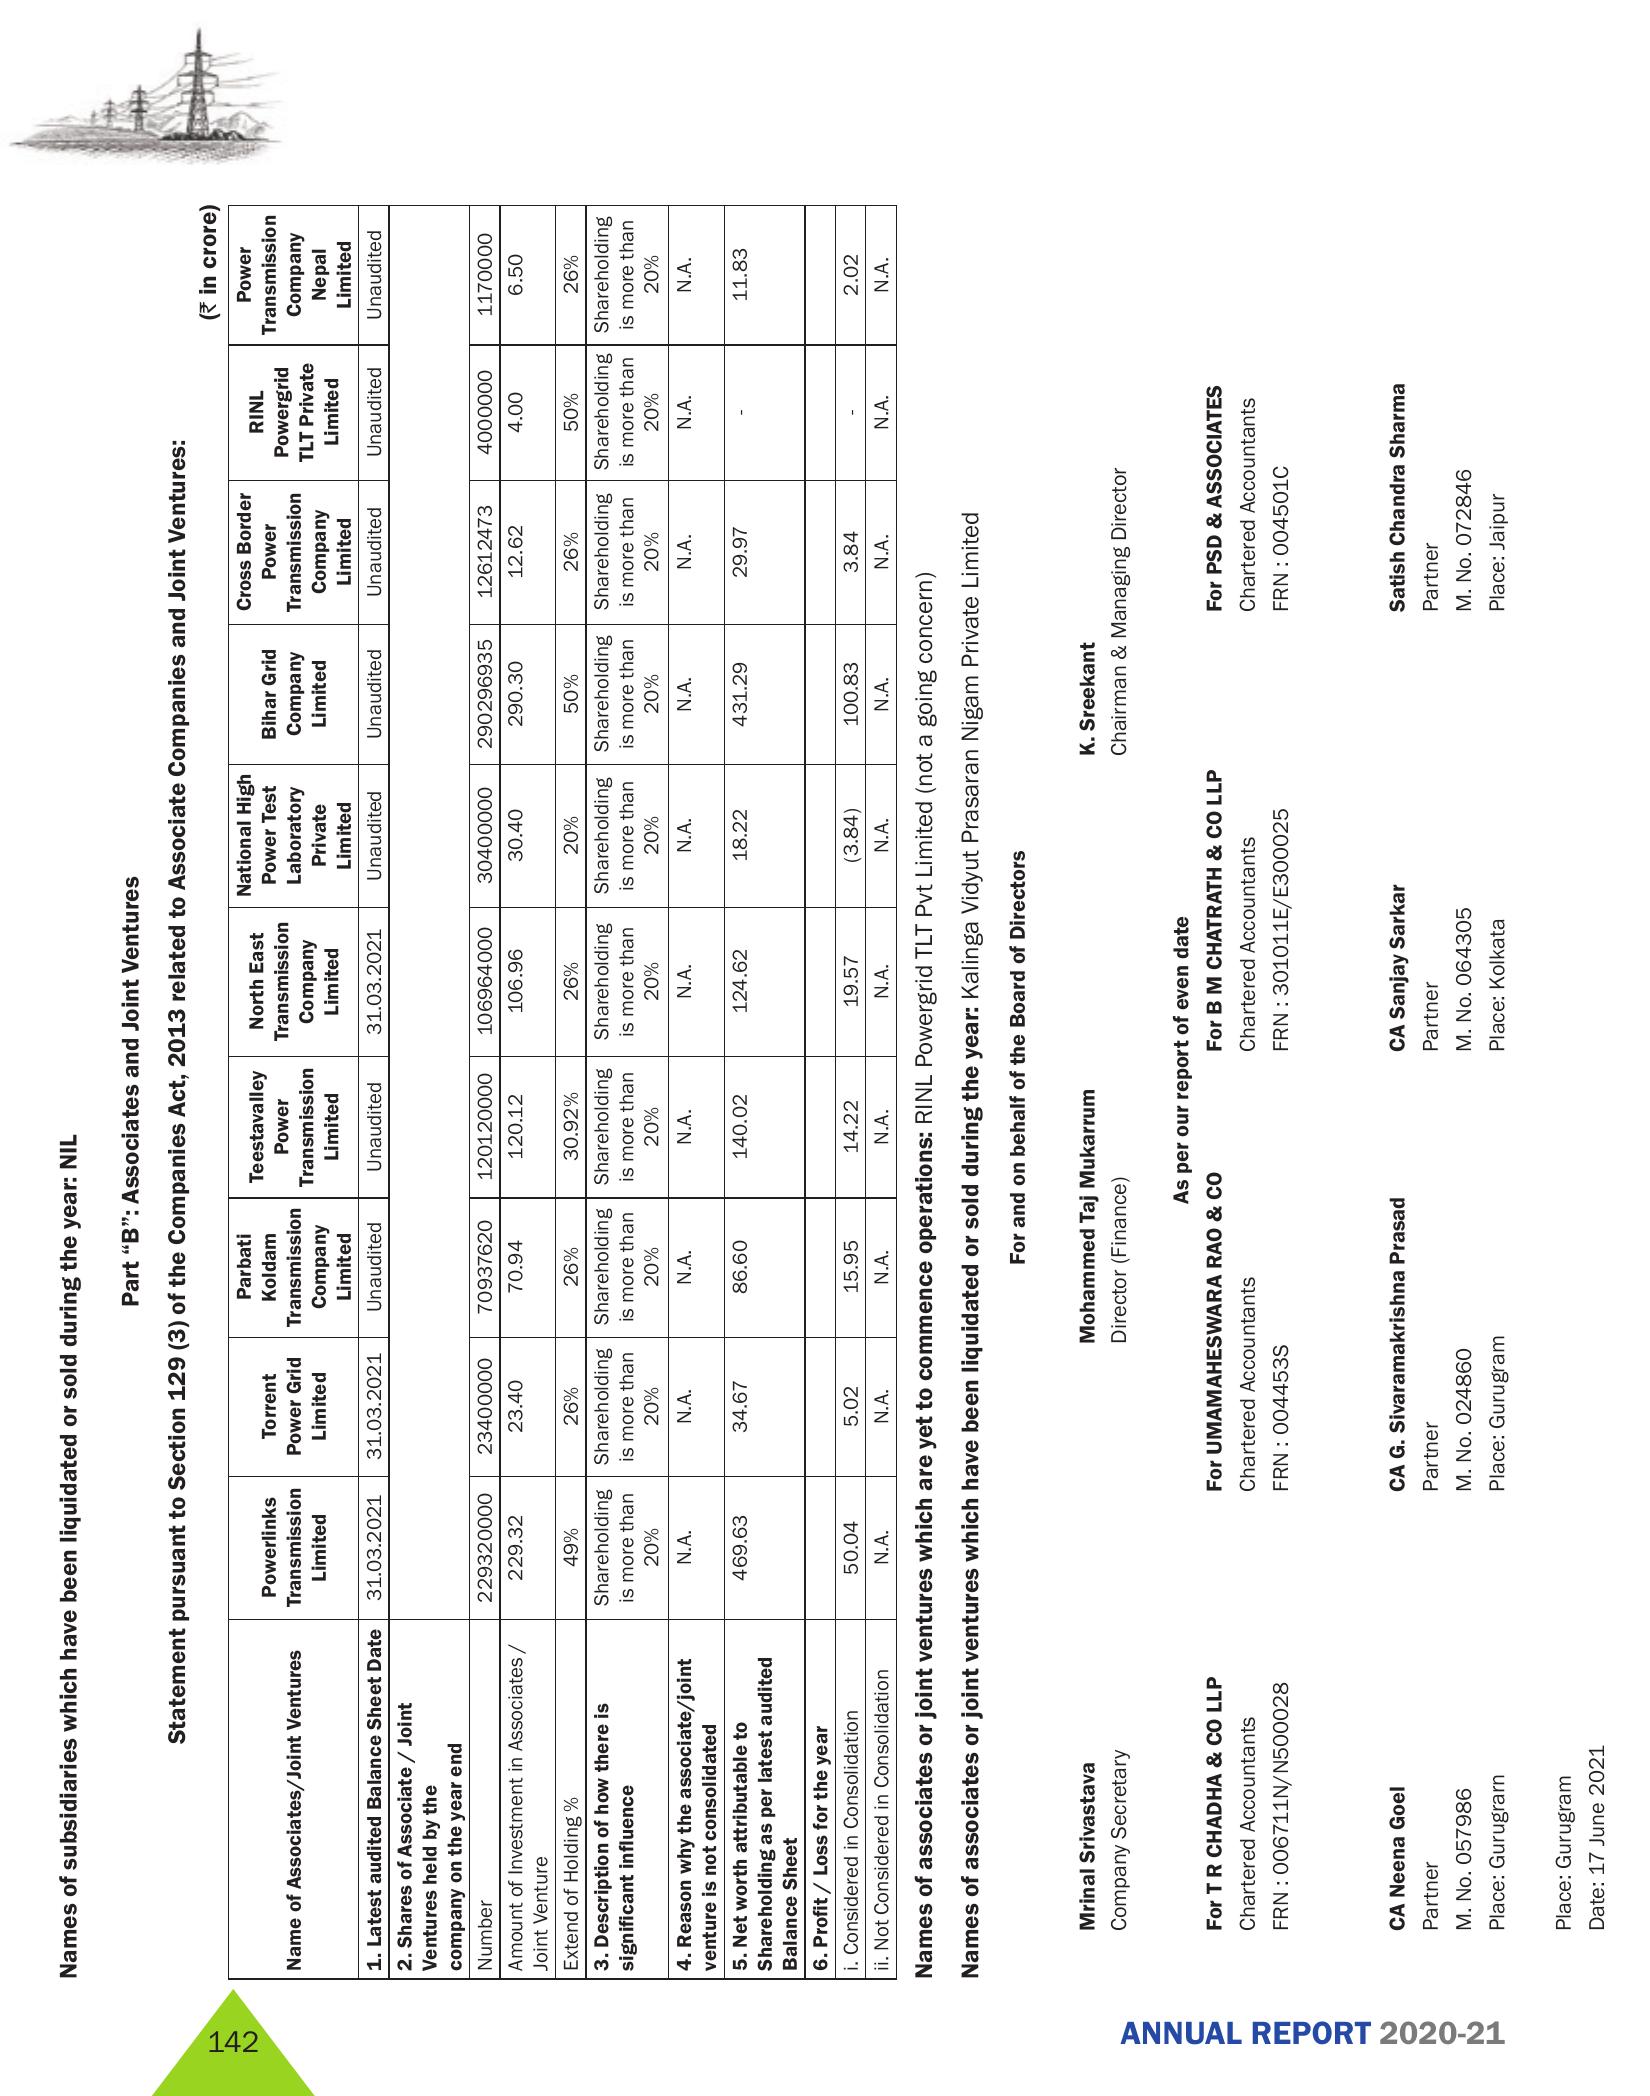 Names of subsidiaries which have been liquidated or sold during the year: NIL
Part “B”: Associates and Joint Ventures
Statement pursuant to Section 129 (3) of the Companies Act, 2013 related to Associate Companies and Joint Ventures:
(₹ in crore)
Name of Associates/Joint Ventures | Powerlinks Transmission Limited | Torrent Power Grid Limited | Parbati Koldam Transmission Company Limited | Teestavalley Power Transmission Limited | North East Transmission Company Limited | National High Power Test Laboratory Private Limited | Bihar Grid Company Limited | Cross Border Power Transmission Company Limited | RINL Powergrid TLT Private Limited | Power Transmission Company Nepal Limited
1. Latest audited Balance Sheet Date | 31.03.2021 | 31.03.2021 | Unaudited | Unaudited | 31.03.2021 | Unaudited | Unaudited | Unaudited | Unaudited | Unaudited
2. Shares of Associate / Joint Ventures held by the company on the year end
Number | 229320000 | 23400000 | 70937620 | 120120000 | 106964000 | 30400000 | 290296935 | 12612473 | 4000000 | 1170000
Amount of Investment in Associates / Joint Venture | 229.32 | 23.40 | 70.94 | 120.12 | 106.96 | 30.40 | 290.30 | 12.62 | 4.00 | 6.50
Extend of Holding % | 49% | 26% | 26% | 30.92% | 26% | 20% | 50% | 26% | 50% | 26%
3. Description of how there is significant influence | Shareholding is more than 20% | Shareholding is more than 20% | Shareholding is more than 20% | Shareholding is more than 20% | Shareholding is more than 20% | Shareholding is more than 20% | Shareholding is more than 20% | Shareholding is more than 20% | Shareholding is more than 20% | Shareholding is more than 20%
4. Reason why the associate/joint venture is not consolidated | N.A. | N.A. | N.A. | N.A. | N.A. | N.A. | N.A. | N.A. | N.A. | N.A.
5. Net worth attributable to Shareholding as per latest audited Balance Sheet | 469.63 | 34.67 | 86.60 | 140.02 | 124.62 | 18.22 | 431.29 | 29.97 | - | 11.83
6. Profit / Loss for the year
i. Considered in Consolidation | 50.04 | 5.02 | 15.95 | 14.22 | 19.57 | (3.84) | 100.83 | 3.84 | - | 2.02
ii. Not Considered in Consolidation | N.A. | N.A. | N.A. | N.A. | N.A. | N.A. | N.A. | N.A. | N.A. | N.A.
Names of associates or joint ventures which are yet to commence operations: RINL Powergrid TLT Pvt Limited (not a going concern)
Names of associates or joint ventures which have been liquidated or sold during the year: Kalinga Vidyut Prasaran Nigam Private Limited
For and on behalf of the Board of Directors
Mrinal Srivastava
Company Secretary
Mohammed Taj Mukarrum
Director (Finance)
K. Sreekant
Chairman & Managing Director
As per our report of even date
For T R CHADHA & CO LLP
Chartered Accountants
FRN : 006711N/N500028
For UMAMAHESWARA RAO & CO
Chartered Accountants
FRN : 004453S
For B M CHATRATH & CO LLP
Chartered Accountants
FRN : 301011E/E300025
For PSD & ASSOCIATES
Chartered Accountants
FRN : 004501C
CA Neena Goel
Partner
M. No. 057986
Place: Gurugram
CA G. Sivaramakrishna Prasad
Partner
M. No. 024860
Place: Gurugram
CA Sanjay Sarkar
Partner
M. No. 064305
Place: Kolkata
Satish Chandra Sharma
Partner
M. No. 072846
Place: Jaipur
Place: Gurugram
Date: 17 June 2021
142
ANNUAL REPORT 2020-21